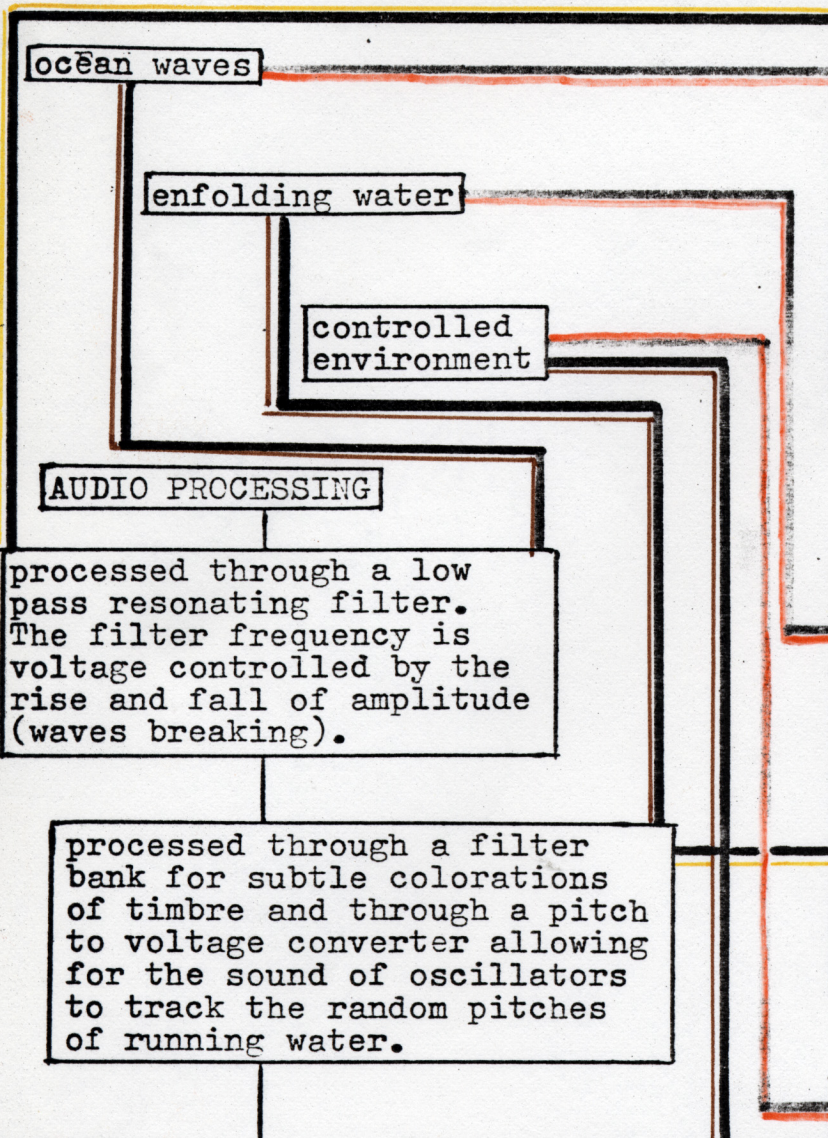 ocean waves
enfolding water
controlled
environment
AUDIO PROCESSING
processed through a low
pass resonating filter.
The filter frequency is
voltage controlled by the
rise and fall of amplitude
(waves breaking).
processed through a filter
bank for subtle colorations
of timbre and through a pitch
to voltage converter allowing
for the sound of oscillators
to track the random pitches
of running water.